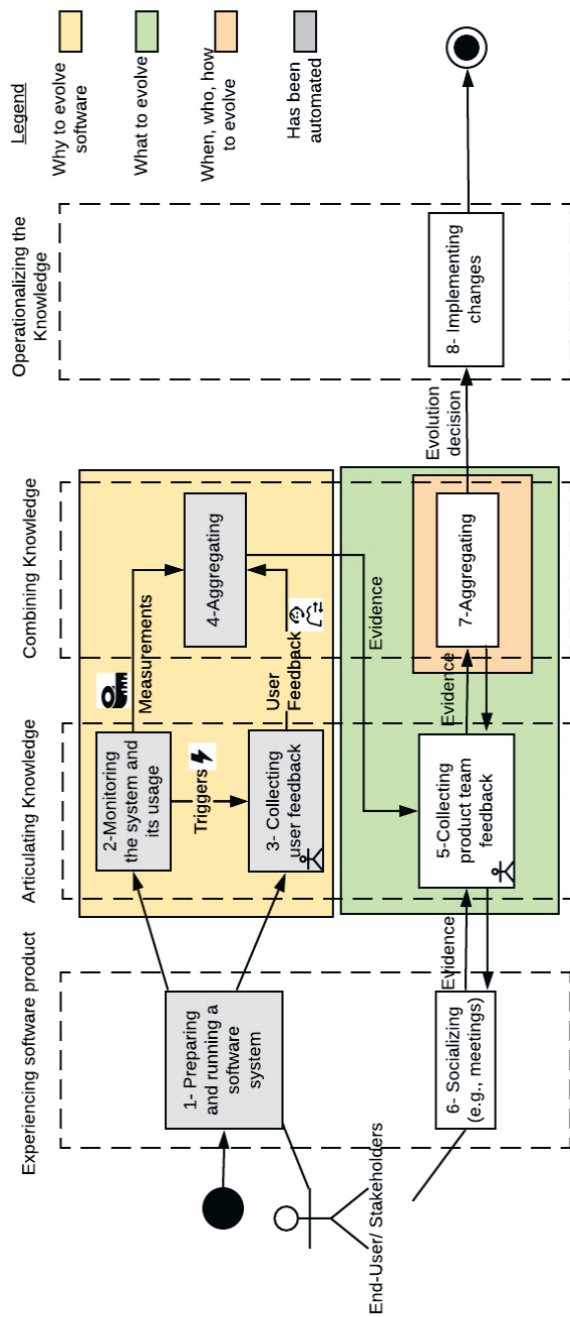 Legend
Why to evolve
software
What to evolve
When, who, how
to evolve
Has been
automated
Experiencing software product
Articulating Knowledge
Combining Knowledge
Operationalizing the
Knowledge
1- Preparing
and running a
software
system
2-Monitoring
the system and
its usage
Measurements
Triggers
3- Collecting
user feedback
User
Feedback
4-Aggregating
Evidence
End-User/ Stakeholders
6- Socializing
(e.g., meetings)
Evidence
5-Collecting
product team
feedback
Evidence
7-Aggregating
Evolution
decision
8- Implementing
changes